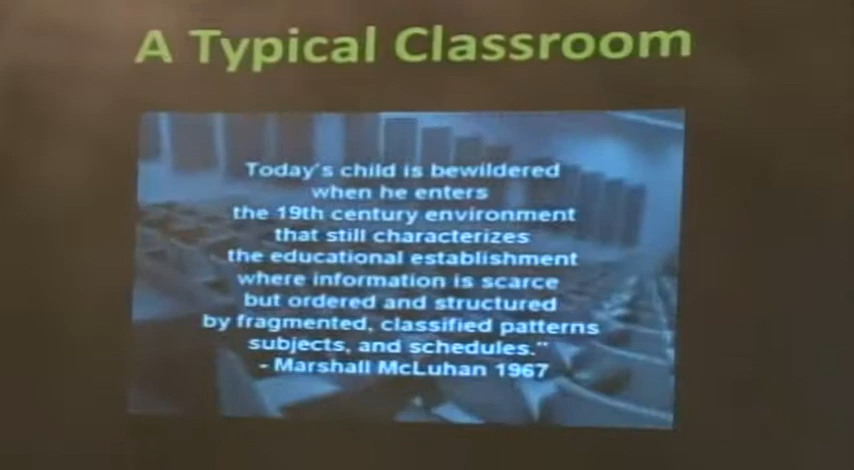 A Typical Classroom
Today's child is bewildered
when he enters
the 19th century environment
that still characterizes
the educational establishment
where information is scarce
but ordered and structured
by fragmented, classified patterns
subjects, and schedules."
- Marshall McLuhan 1967